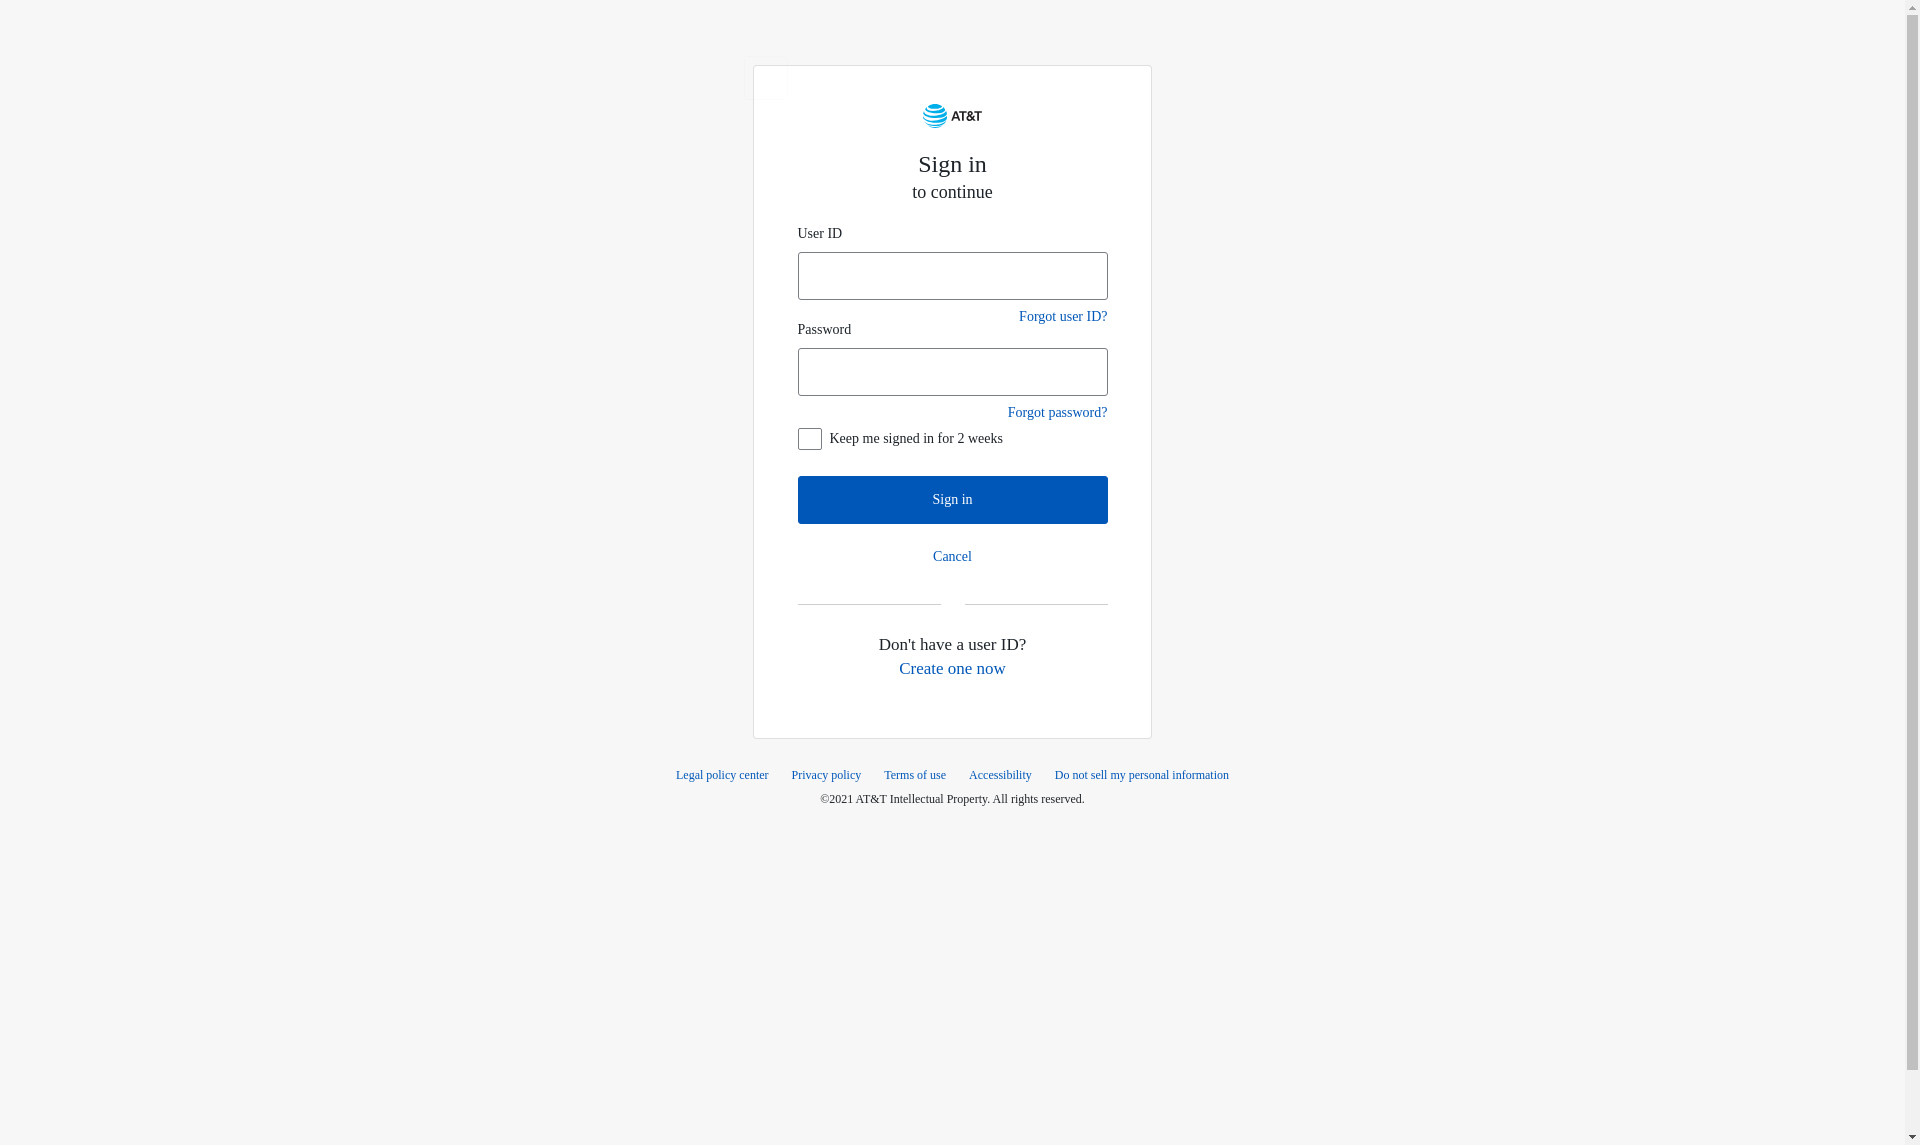 AT&T
Sign in
to continue
User ID
Forgot user ID?
Password
Forgot password?
Keep me signed in for 2 weeks
Sign in
Cancel
Don't have a user ID?
Create one now
Legal policy center Privacy policy Terms of use Accessibility Do not sell my personal information
©2021 AT&T Intellectual Property. All rights reserved.